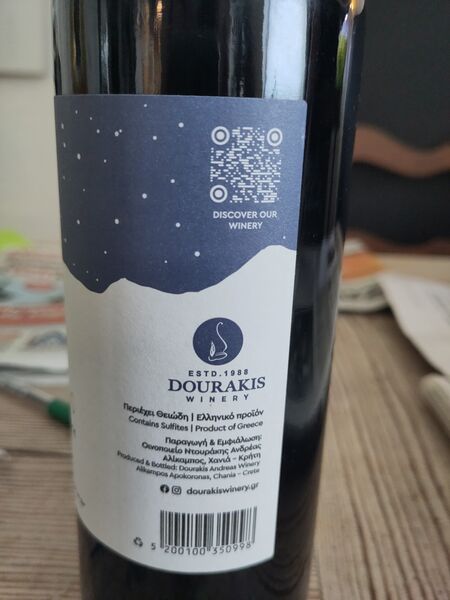 DISCOVER OUR
WINERY
ESTD.1988
DOURAKIS
WINERY
Περιέχει Θειώδη | Ελληνικό προϊόν
Contains Sulfites | Product of Greece
Παραγωγή & Εμφιάλωση:
Οινοποιείο Ντουράκης Ανδρέας
Αλίκαμπος, Χανιά – Κρήτη
Produced & Bottled: Dourakis Andreas Winery
Alikampos Apokoronas, Chania – Crete
dourakiswinery.gr
5 200100 350998